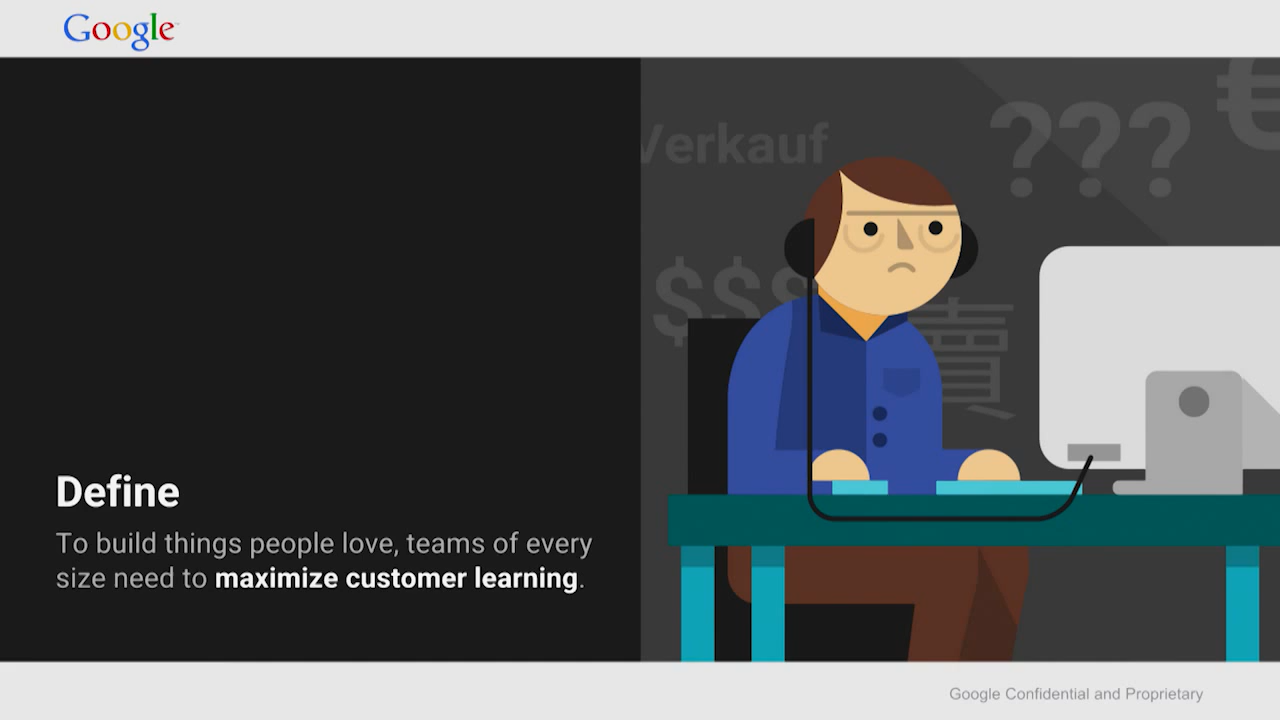 Google
Verkauf
???
€
$$$
賣
Define
To build things people love, teams of every
size need to maximize customer learning.
Google Confidential and Proprietary